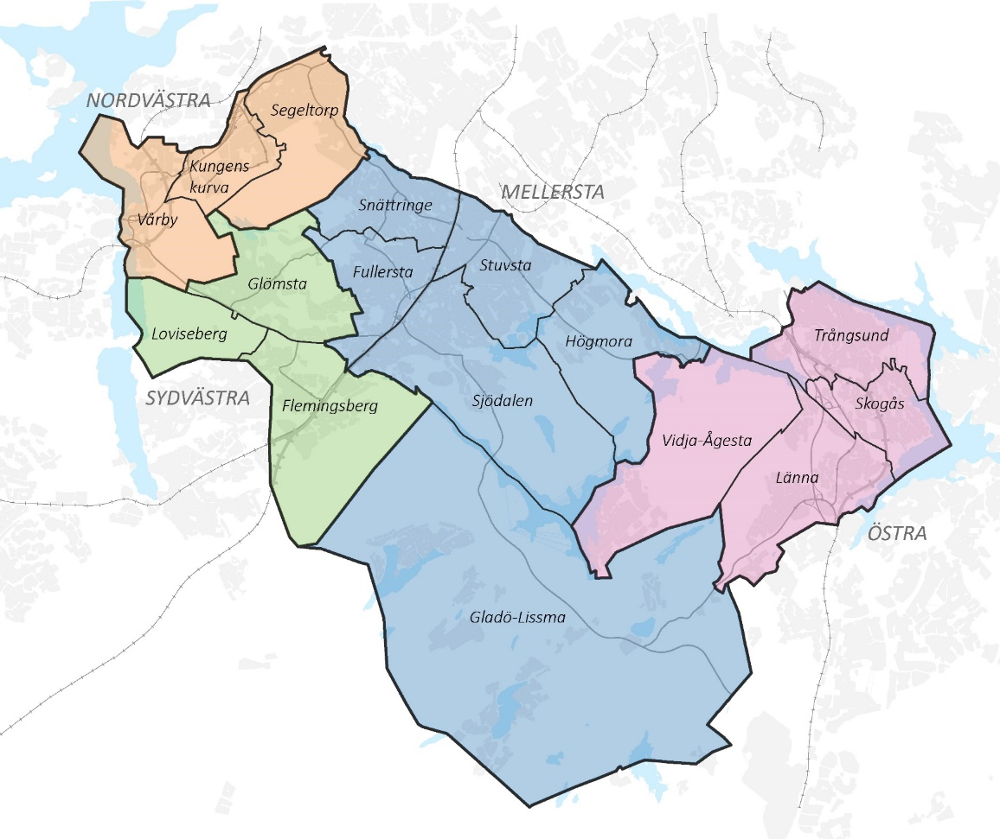 NORDVÄSTRA
Segeltorp
Kungens
kurva
MELLERSTA
Snättringe
Vårby
Stuvsta
Fullersta
Glömsta
Loviseberg
Högmora
Trångsund
SYDVÄSTRA
Flemingsberg
Sjödalen
Skogås
Vidja-Ågesta
Länna
ÖSTRA
Gladö-Lissma